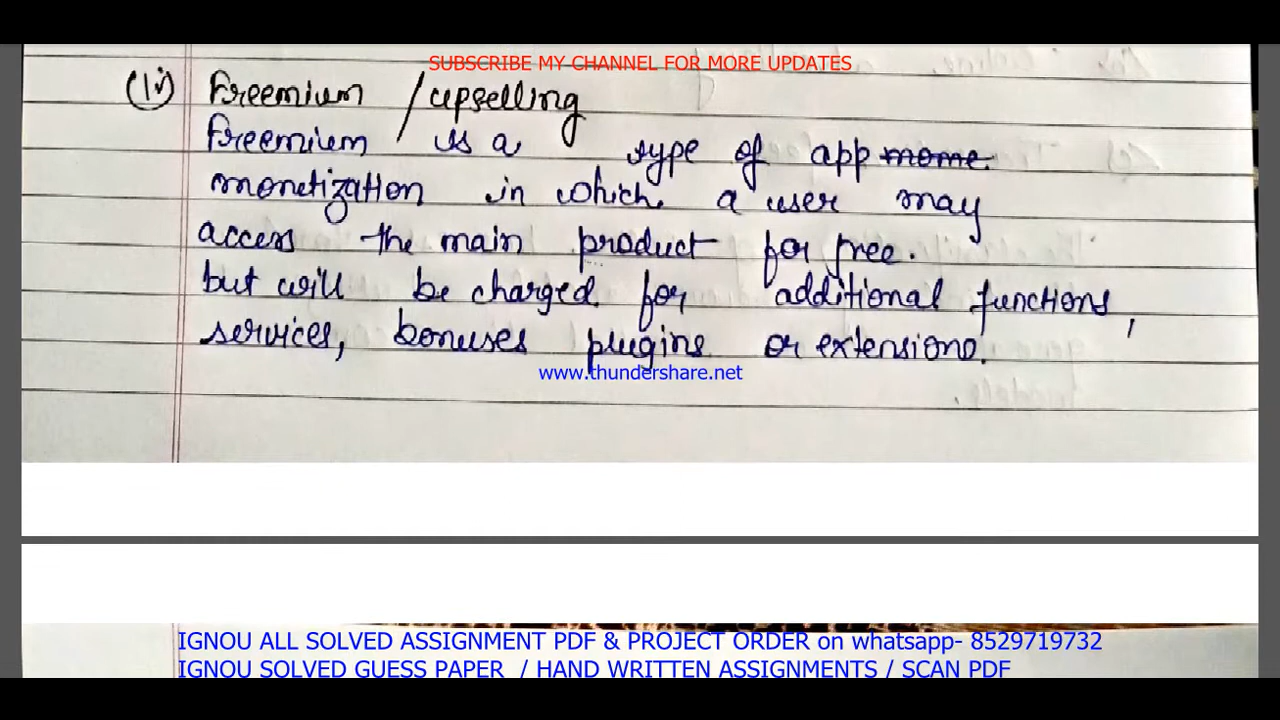 SUBSCRIBE MY CHANNEL FOR MORE UPDATES
(iv) Freemium / upselling
Freemium is a type of app mome
monetization in which a user may
access the main product for free.
but will be charged for additional functions,
services, bonuses plugins or extensions.
www.thundershare.net
IGNOU ALL SOLVED ASSIGNMENT PDF & PROJECT ORDER on whatsapp- 8529719732
IGNOU SOLVED GUESS PAPER / HAND WRITTEN ASSIGNMENTS / SCAN PDF